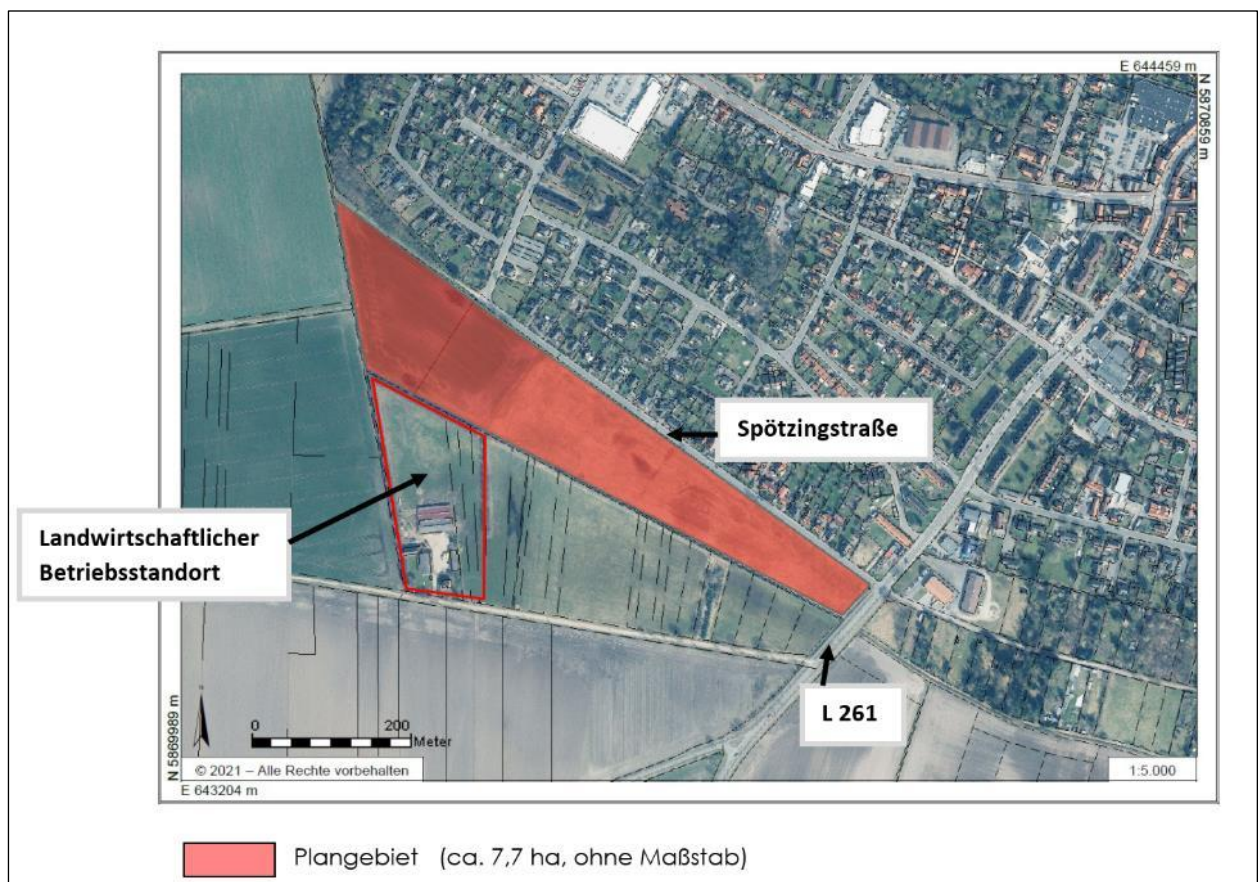 E 644459 m
N 5870859 m
Spötzingstraße
Landwirtschaftlicher
Betriebsstandort
L 261
N 5869989 m
N
0 200
Meter
© 2021 – Alle Rechte vorbehalten
1:5.000
E 643204 m
Plangebiet (ca. 7,7 ha, ohne Maßstab)